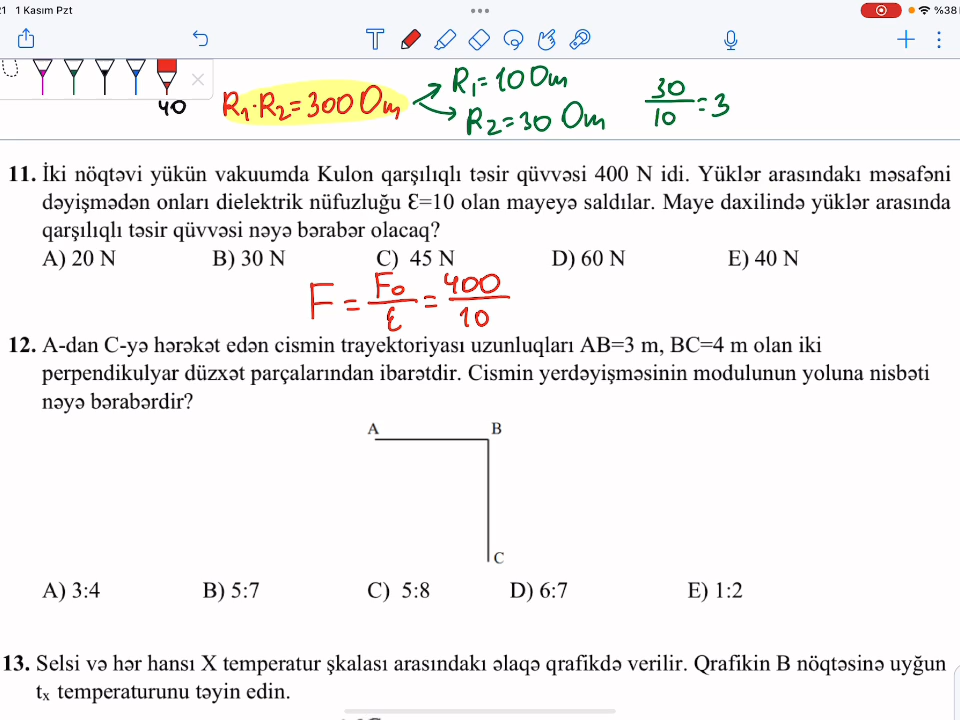 21 1 Kasım Pzt %38
40 R₁·R₂=300 Om R₁=10 Om 30/10=3
R₂=30 Om
11. İki nöqtəvi yükün vakuumda Kulon qarşılıqlı təsir qüvvəsi 400 N idi. Yüklər arasındakı məsafəni
dəyişmədən onları dielektrik nüfuzluğu Ɛ=10 olan mayeyə saldılar. Maye daxilində yüklər arasında
qarşılıqlı təsir qüvvəsi nəyə bərabər olacaq?
A) 20 N B) 30 N C) 45 N D) 60 N E) 40 N
F = F₀/ε = 400/10
12. A-dan C-yə hərəkət edən cismin trayektoriyası uzunluqları AB=3 m, BC=4 m olan iki
perpendikulyar düzxət parçalarından ibarətdir. Cismin yerdəyişməsinin modulunun yoluna nisbəti
nəyə bərabərdir?
A B
C
A) 3:4 B) 5:7 C) 5:8 D) 6:7 E) 1:2
13. Selsi və hər hansı X temperatur şkalası arasındakı əlaqə qrafikdə verilir. Qrafikin B nöqtəsinə uyğun
tₓ temperaturunu təyin edin.